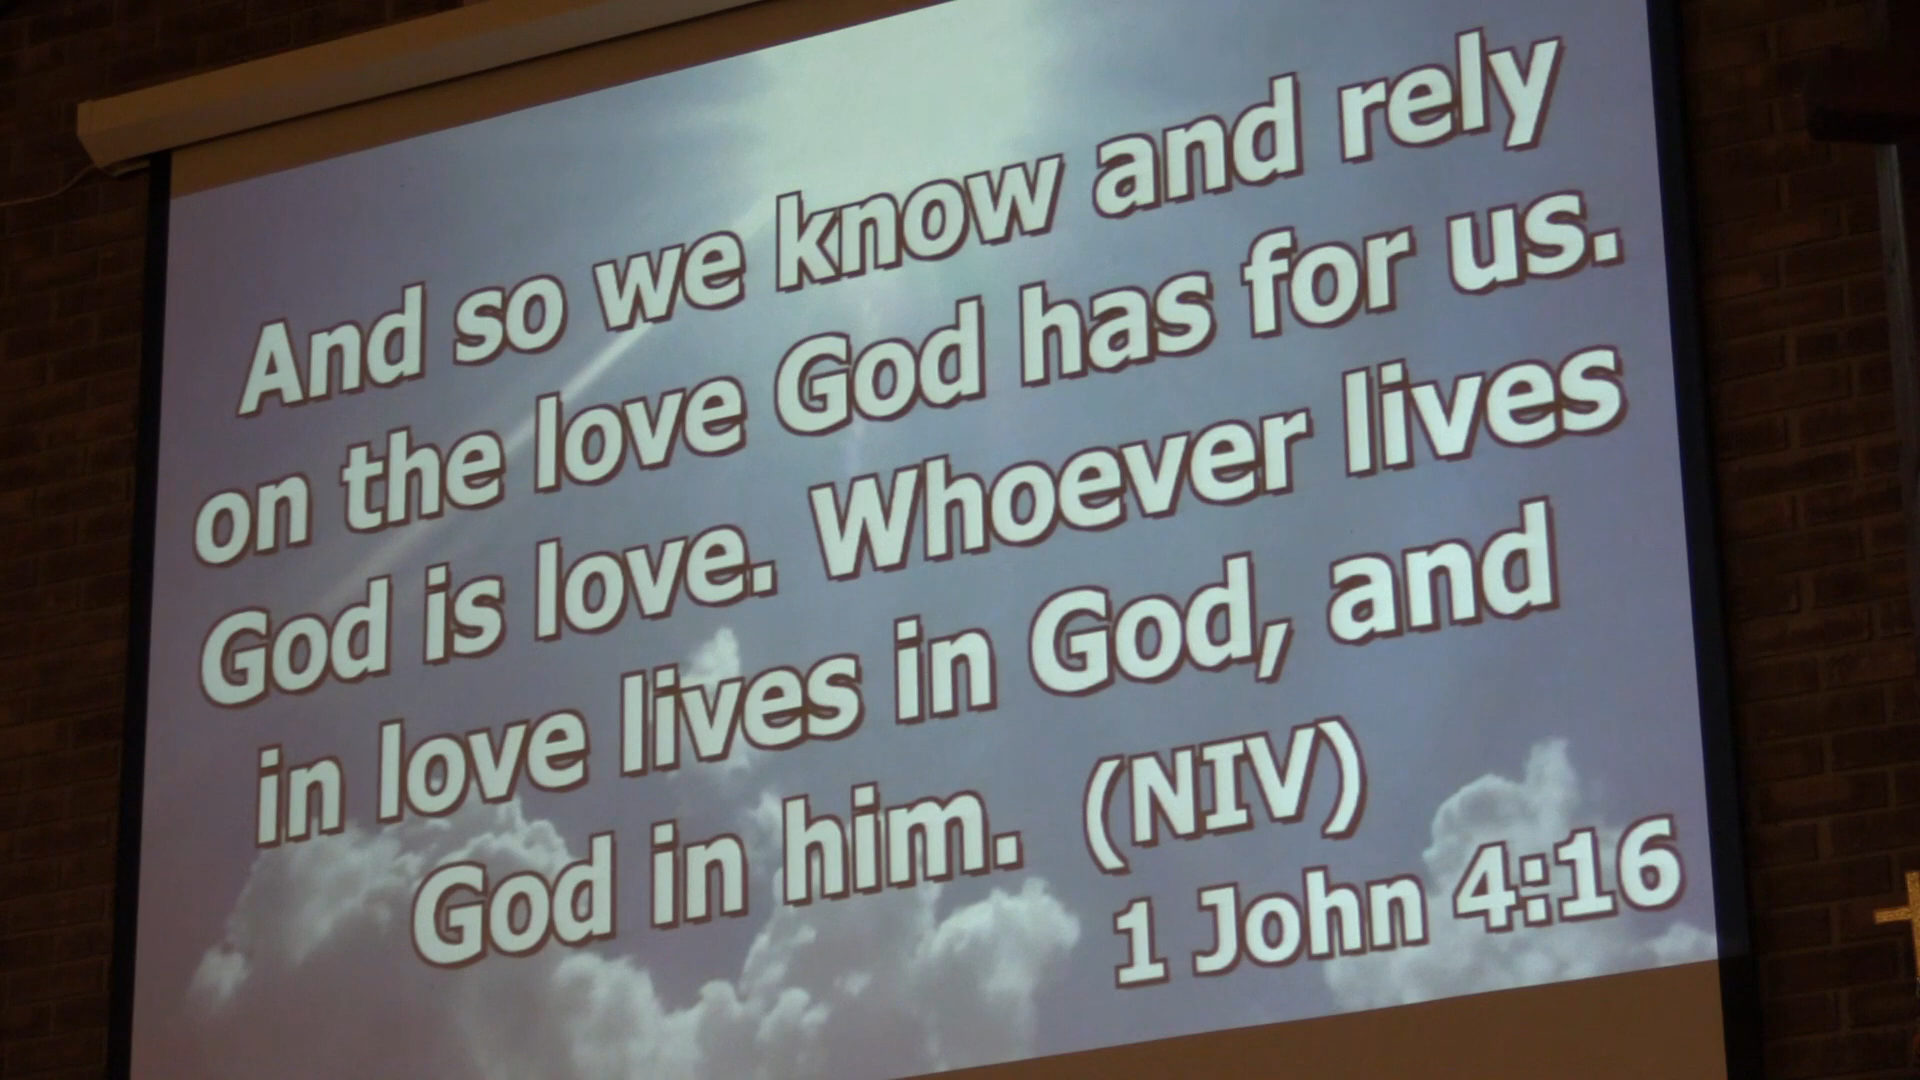 And so we know and rely
on the love God has for us.
God is love. Whoever lives
in love lives in God, and
God in him. (NIV)
1 John 4:16